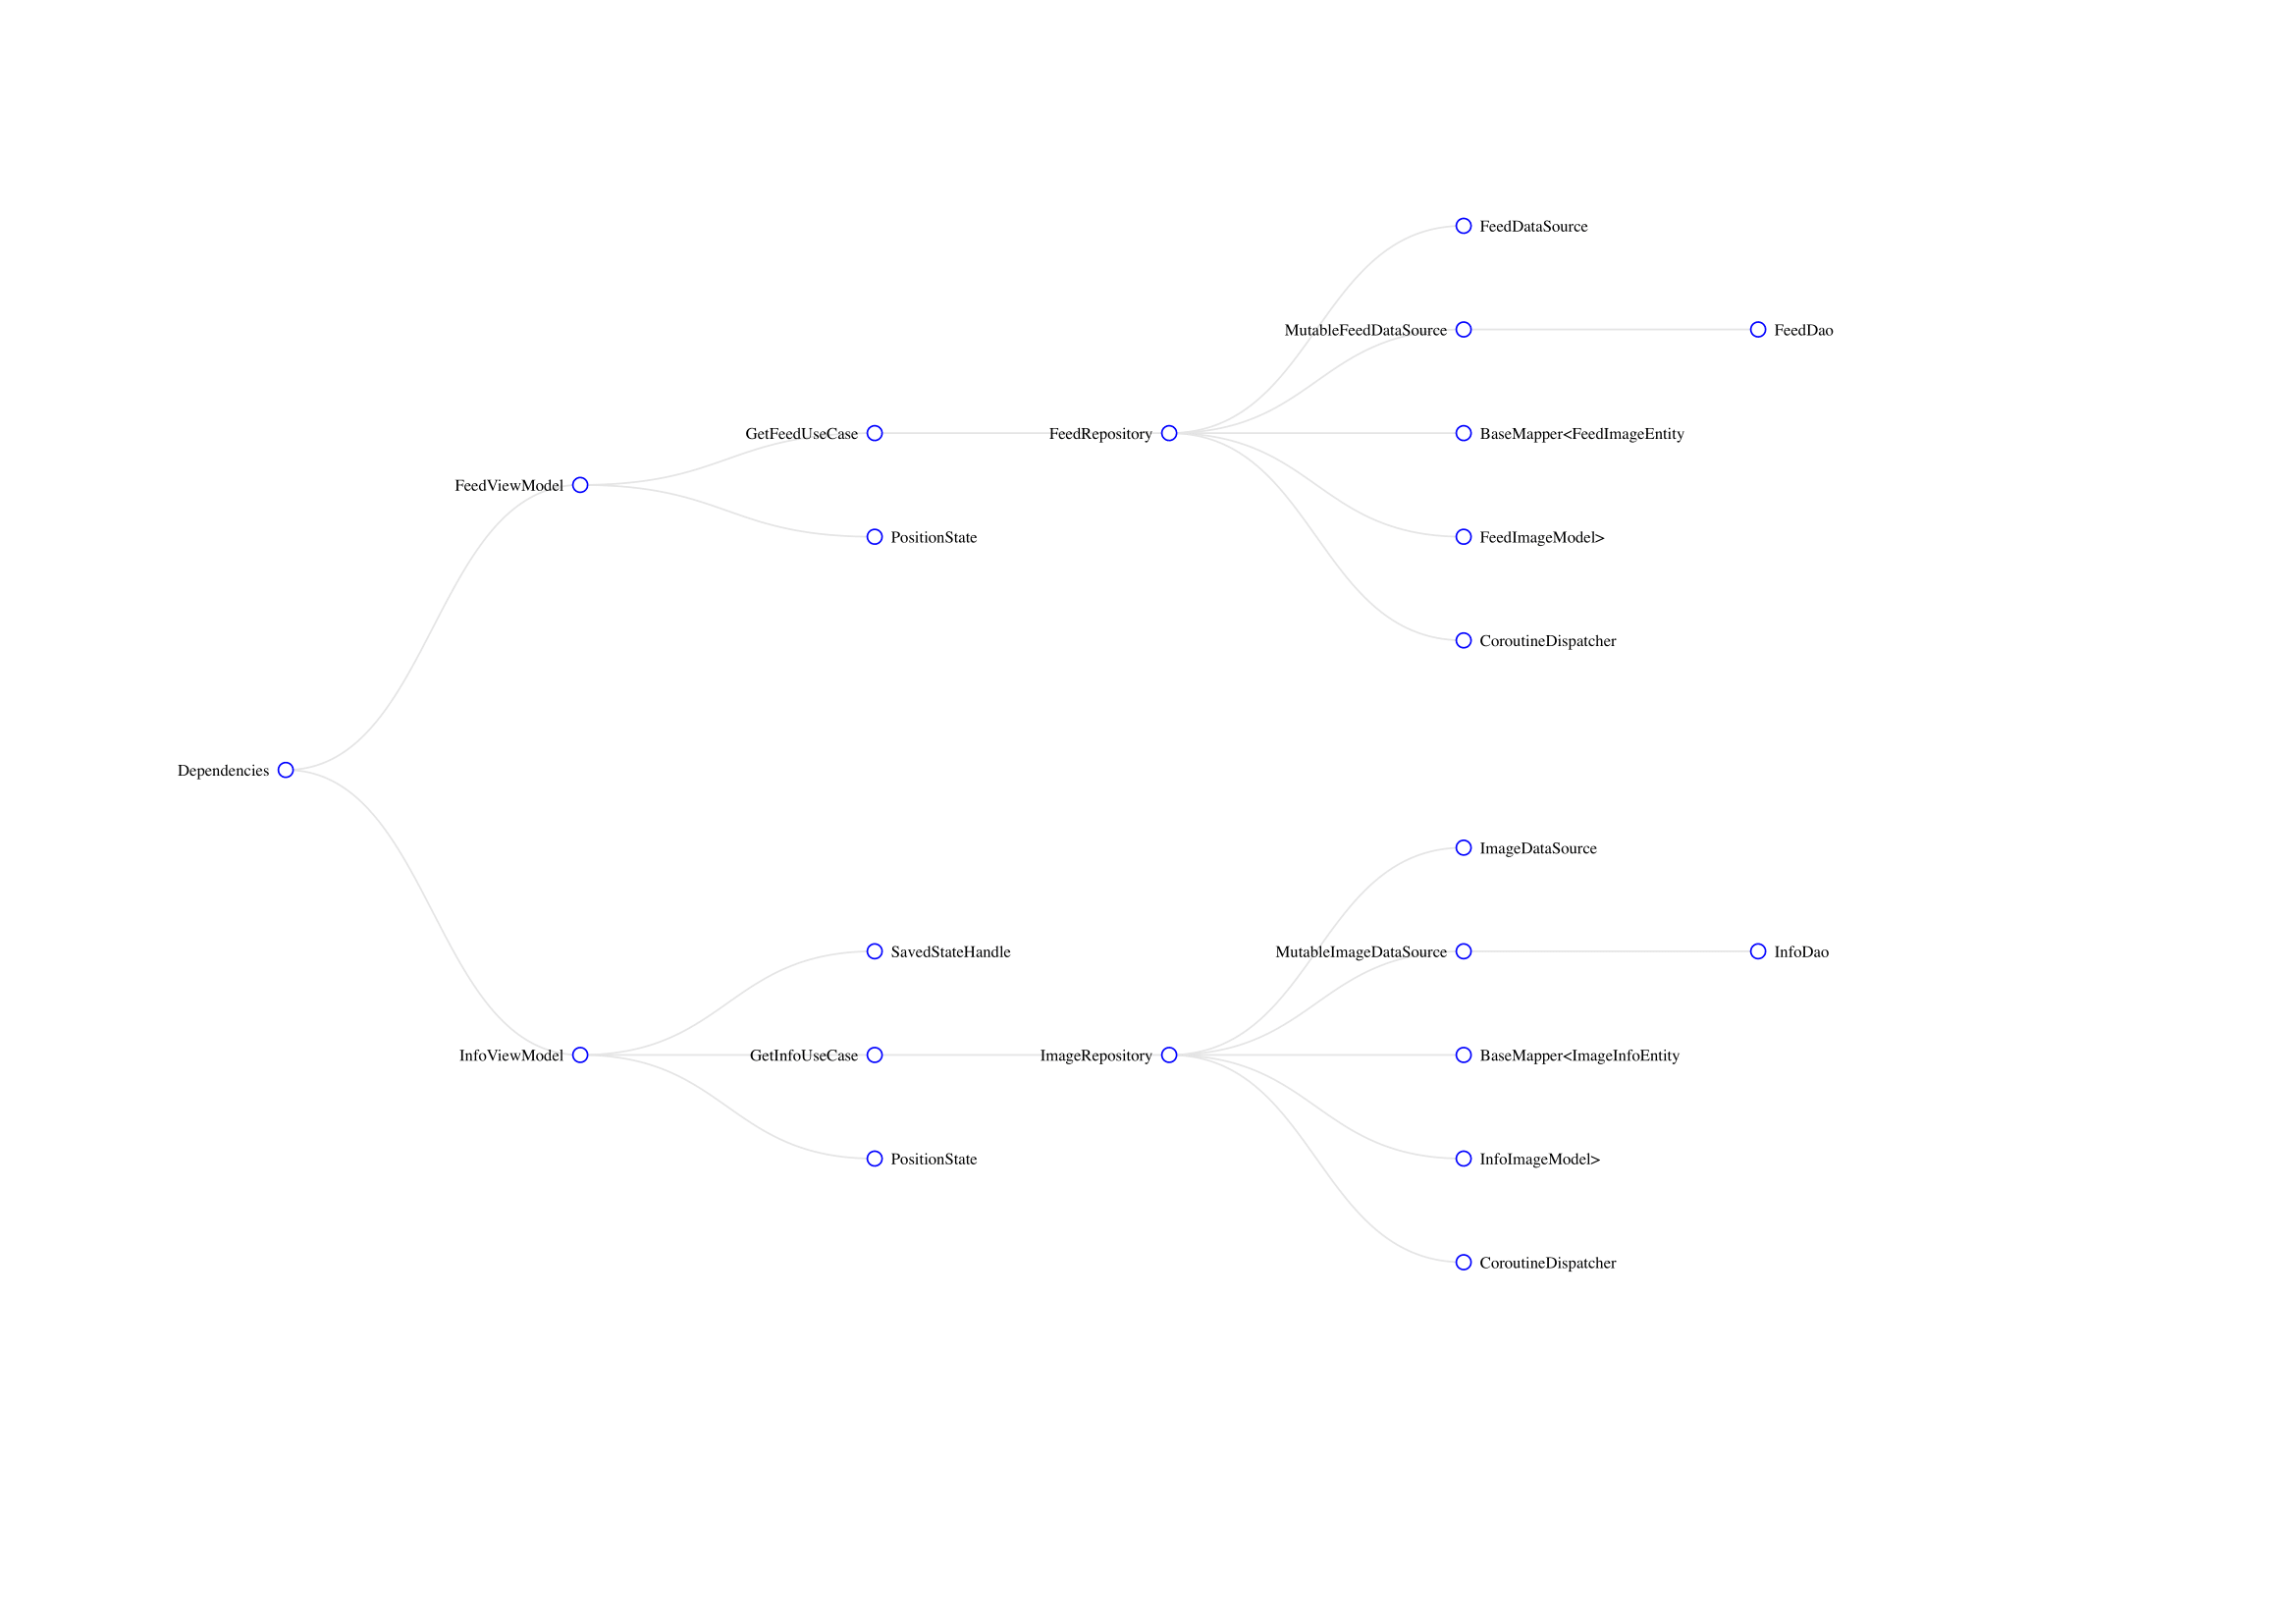 FeedDataSource
MutableFeedDataSource
FeedDao
GetFeedUseCase
FeedRepository
BaseMapper<FeedImageEntity
FeedViewModel
PositionState
FeedImageModel>
CoroutineDispatcher
Dependencies
ImageDataSource
SavedStateHandle
MutableImageDataSource
InfoDao
InfoViewModel
GetInfoUseCase
ImageRepository
BaseMapper<ImageInfoEntity
PositionState
InfoImageModel>
CoroutineDispatcher